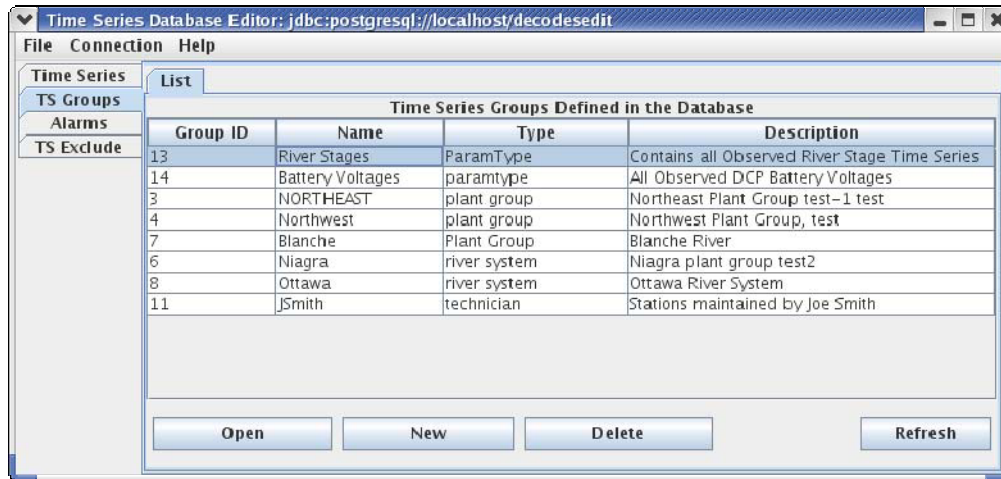 Time Series Database Editor: jdbc:postgresql://localhost/decodesedit
File Connection Help
Time Series
TS Groups
Alarms
TS Exclude
List
Time Series Groups Defined in the Database
Group ID Name Type Description
13 River Stages ParamType Contains all Observed River Stage Time Series
14 Battery Voltages paramtype All Observed DCP Battery Voltages
3 NORTHEAST plant group Northeast Plant Group test-1 test
4 Northwest plant group Northwest Plant Group, test
7 Blanche Plant Group Blanche River
6 Niagra river system Niagra plant group test2
8 Ottawa river system Ottawa River System
11 JSmith technician Stations maintained by Joe Smith
Open New Delete Refresh